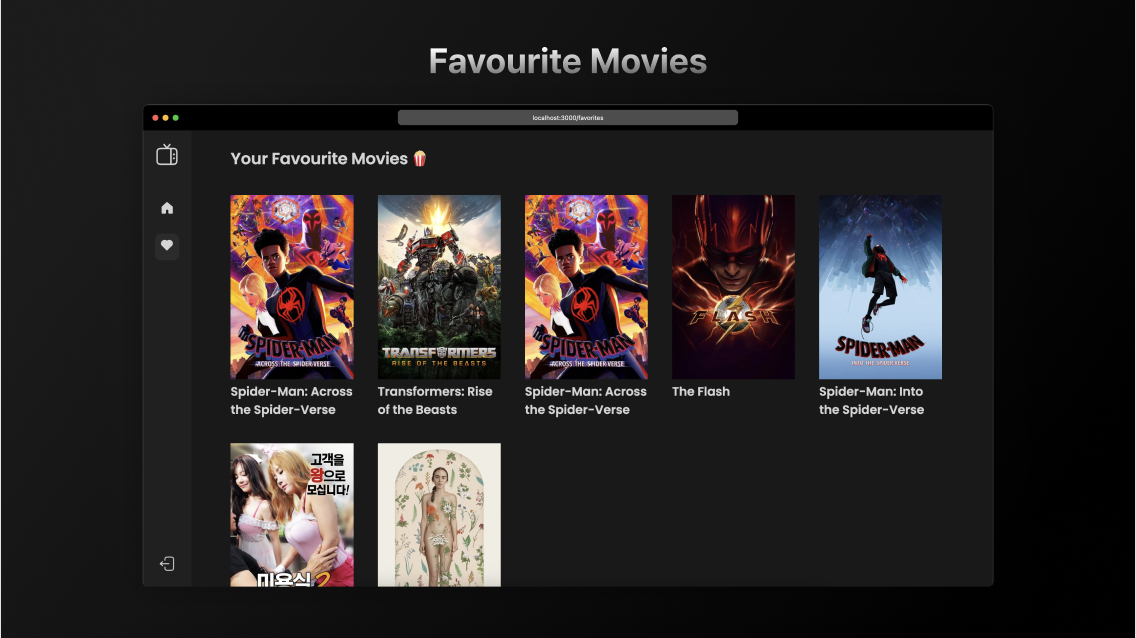 Favourite Movies
localhost:3000/favorites
Your Favourite Movies
SPIDER-MAN
ACROSS THE SPIDER-VERSE
TRANSFORMERS
RISE OF THE BEASTS
SPIDER-MAN
ACROSS THE SPIDER-VERSE
FLASH
SPIDER-MAN
INTO THE SPIDER-VERSE
Spider-Man: Across
the Spider-Verse
Transformers: Rise
of the Beasts
Spider-Man: Across
the Spider-Verse
The Flash
Spider-Man: Into
the Spider-Verse
고객을
왕으로
모십니다!
미용실 2